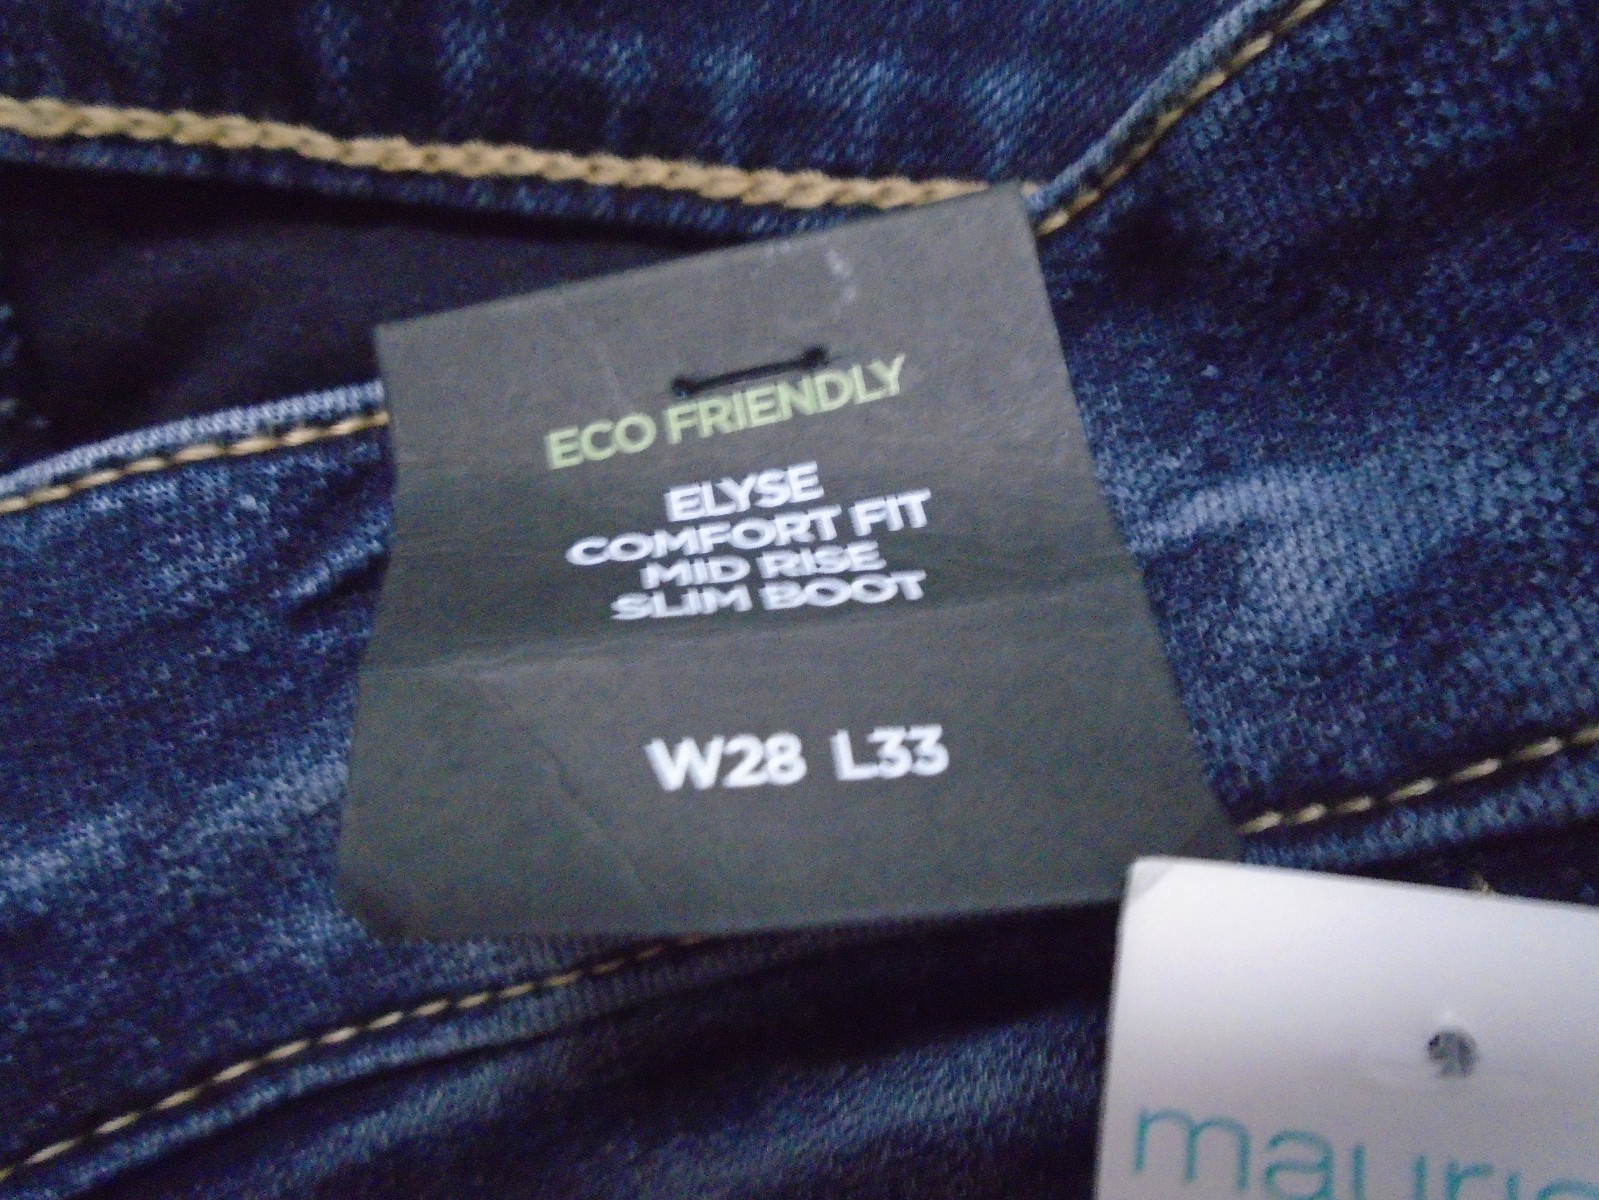 ECO FRIENDLY
ELYSE
COMFORT FIT
MID RISE
SLIM BOOT
W28 L33